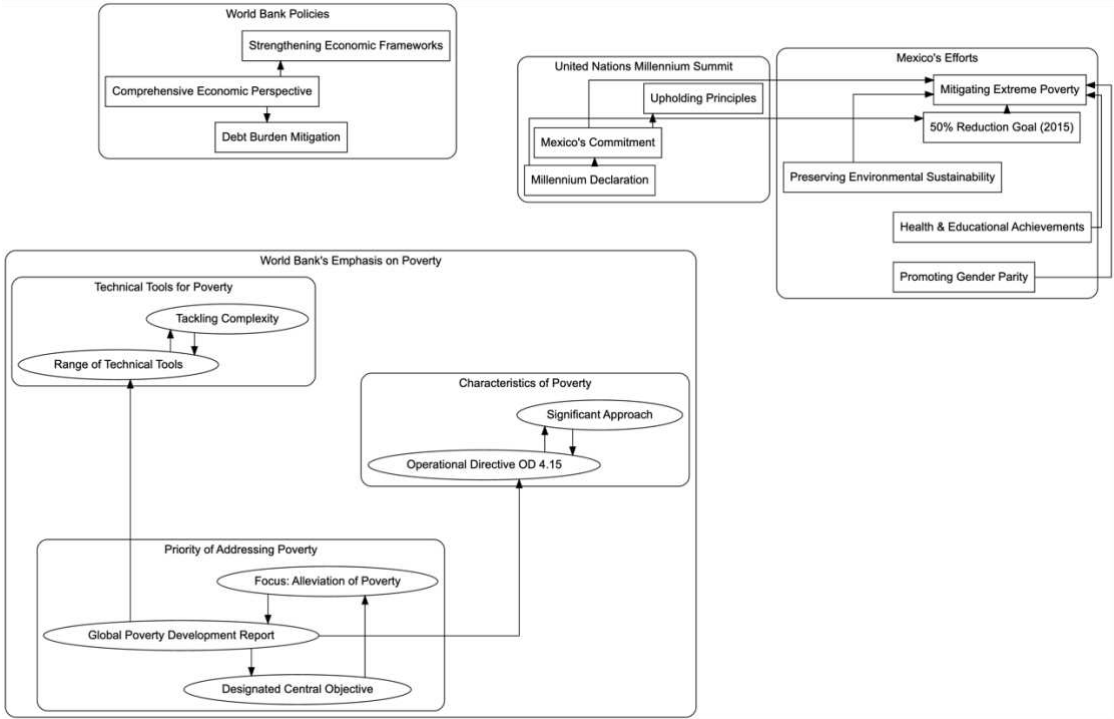 World Bank Policies
Strengthening Economic Frameworks
Comprehensive Economic Perspective
Debt Burden Mitigation
United Nations Millennium Summit
Upholding Principles
Mexico's Commitment
Millennium Declaration
Mexico's Efforts
Mitigating Extreme Poverty
50% Reduction Goal (2015)
Preserving Environmental Sustainability
Health & Educational Achievements
Promoting Gender Parity
World Bank's Emphasis on Poverty
Technical Tools for Poverty
Tackling Complexity
Range of Technical Tools
Characteristics of Poverty
Significant Approach
Operational Directive OD 4.15
Priority of Addressing Poverty
Focus: Alleviation of Poverty
Global Poverty Development Report
Designated Central Objective